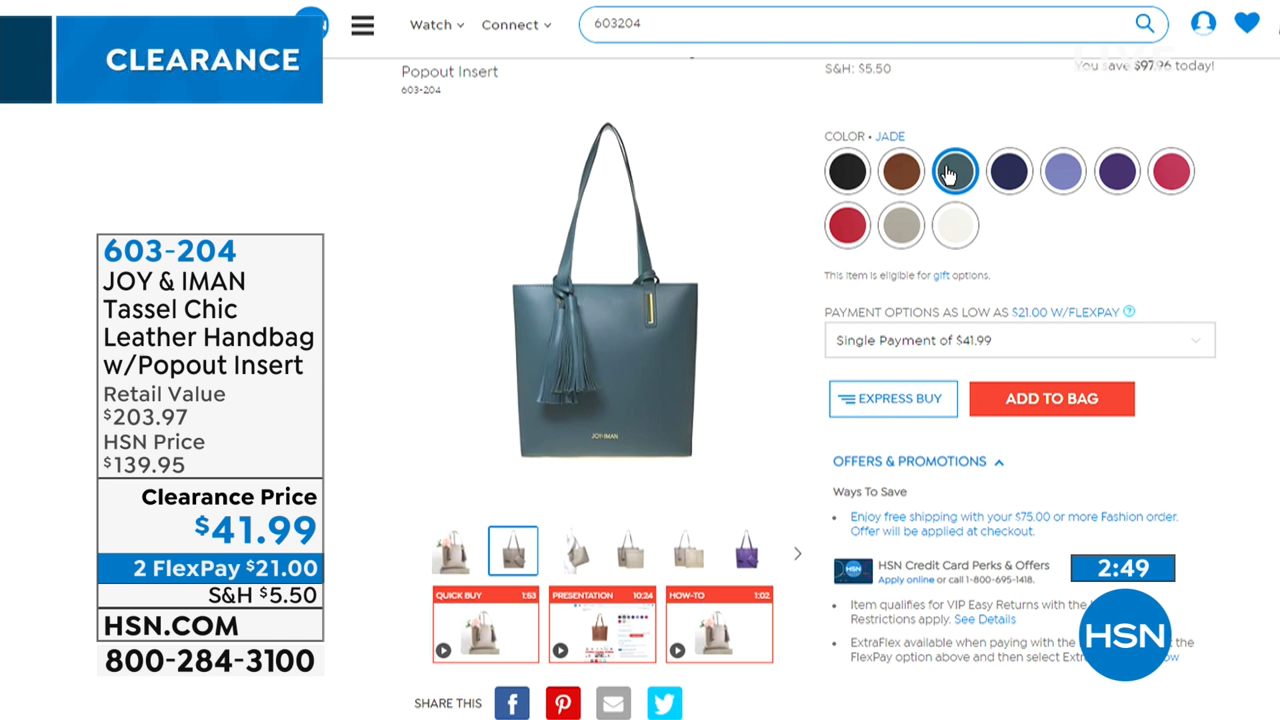 CLEARANCE
Watch
Connect
603204
Popout Insert
603-204
S&H: $5.50
You save $97.96 today!
COLOR • JADE
This item is eligible for gift options.
PAYMENT OPTIONS AS LOW AS $21.00 W/FLEXPAY ?
Single Payment of $41.99
EXPRESS BUY
ADD TO BAG
OFFERS & PROMOTIONS
Ways To Save
• Enjoy free shipping with your $75.00 or more Fashion order.
Offer will be applied at checkout.
HSN Credit Card Perks & Offers
Apply online or call 1-800-695-1418.
• Item qualifies for VIP Easy Returns with the
Restrictions apply. See Details
• ExtraFlex available when paying with the the
FlexPay option above and then select
2:49
HSN
JOY&IMAN
QUICK BUY 1:53
PRESENTATION 10:24
HOW-TO 1:02
SHARE THIS
603-204
JOY & IMAN
Tassel Chic
Leather Handbag
w/Popout Insert
Retail Value
$203.97
HSN Price
$139.95
Clearance Price
$41.99
2 FlexPay $21.00
S&H $5.50
HSN.COM
800-284-3100